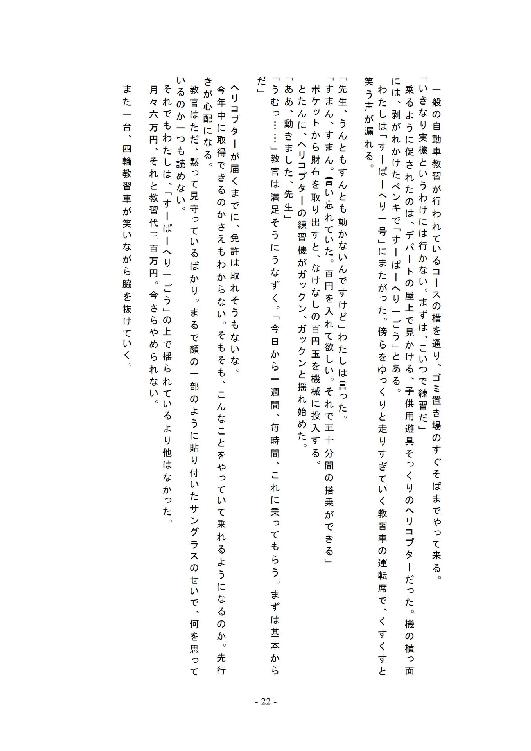 一般の自動車教習が行われているコースの横を通り、ゴミ置き場のすぐそばまでやって来る。
「いきなり実機というわけには行かない。まずは、こいつで練習だ」
乗るように促されたのは、デパートの屋上で見かける、子供用遊具そっくりのヘリコプターだった。機の横っ面
には、剥がれかけたペンキで「すーぱーへりー一ごう」とある。
わたしは「すーぱーへりー一号」にまたがった。傍らをゆっくりと走りすぎていく教習車の運転席で、くすくすと
笑う声が漏れる。
「先生、うんともすんとも動かないんですけど」わたしは言った。
「すまん、すまん。言い忘れていた。百円を入れて欲しい。それで五十分間の搭乗ができる」
ポケットから財布を取り出すと、なけなしの百円玉を機械に投入する。
とたんに、ヘリコプターの練習機がガックン、ガックンと揺れ始めた。
「ああ、動きました、先生」
「うむっ……」教官は満足そうにうなずく。「今日から一週間、毎時間、これに乗ってもらう。まずは基本から
だ」
ヘリコプターが届くまでに、免許は取れそうもないな。
今年中に取得できるのかさえもわからない。そもそも、こんなことをやっていて乗れるようになるのか。先行
きが心配になる。
教官はただ、黙って見守っているばかり。まるで顔の一部のように貼り付いたサングラスのせいで、何を思って
いるのか一つも読めない。
それでもわたしは、「すーぱーへりー一ごう」の上で揺られているより他はなかった。
月々六万円、それと教習代一百万円。今さらやめられない。
また一台、四輪教習車が笑いながら脇を抜けていく。
- 22 -